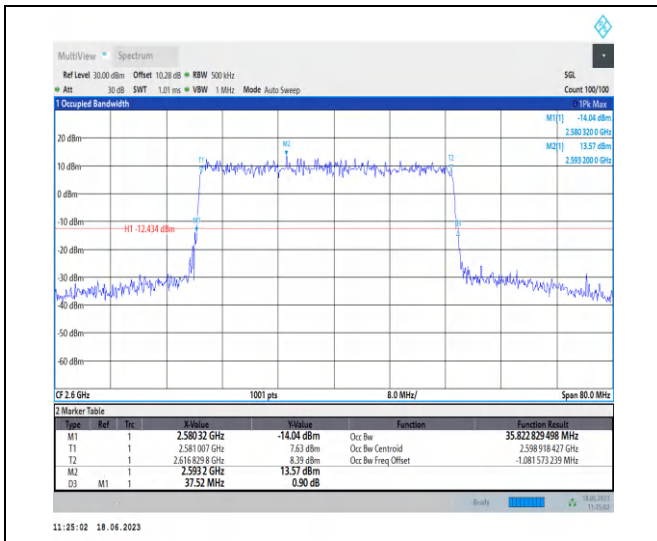 MultiView Spectrum
Ref Level 30.00 dBm Offset 10.28 dB RBW 500 kHz SGL
Att 30 dB SWT 1.01 ms VBW 1 MHz Mode Auto Sweep Count 100/100
1 Occupied Bandwidth 1Pk Max
M1[1] -14.04 dBm
2.580 320 0 GHz
M2[1] 13.57 dBm
2.593 200 0 GHz
20 dBm
M2
T1
T2
10 dBm
0 dBm
-10 dBm
H1 -12.434 dBm
-20 dBm
-30 dBm
-40 dBm
-50 dBm
-60 dBm
CF 2.6 GHz 1001 pts 8.0 MHz/ Span 80.0 MHz
2 Marker Table
Type Ref Trc X-Value Y-Value Function Function Result
M1 1 2.580 32 GHz -14.04 dBm Occ Bw 35.822 829 498 MHz
T1 1 2.581 007 GHz 7.63 dBm Occ Bw Centroid 2.598 918 427 GHz
T2 1 2.616 829 8 GHz 8.39 dBm Occ Bw Freq Offset -1.081 573 239 MHz
M2 1 2.593 2 GHz 13.57 dBm
D3 M1 1 37.52 MHz 0.90 dB
Ready 18.06.2023
11:25:02
11:25:02 18.06.2023